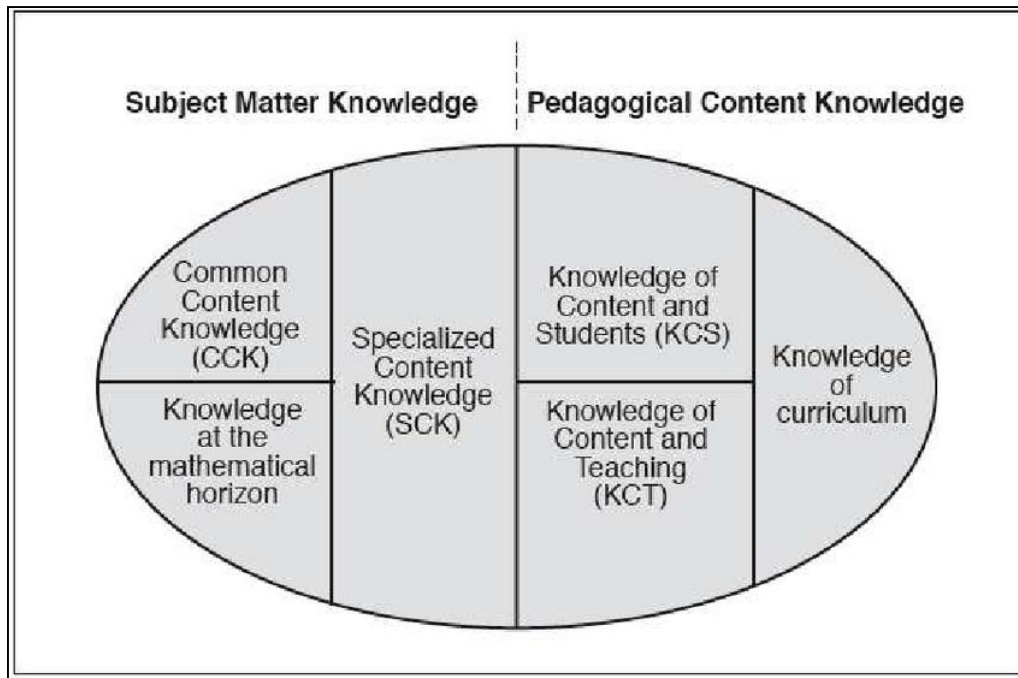 Subject Matter Knowledge
Pedagogical Content Knowledge
Common
Content
Knowledge
(CCK)
Knowledge
at the
mathematical
horizon
Specialized
Content
Knowledge
(SCK)
Knowledge of
Content and
Students (KCS)
Knowledge of
Content and
Teaching
(KCT)
Knowledge
of
curriculum